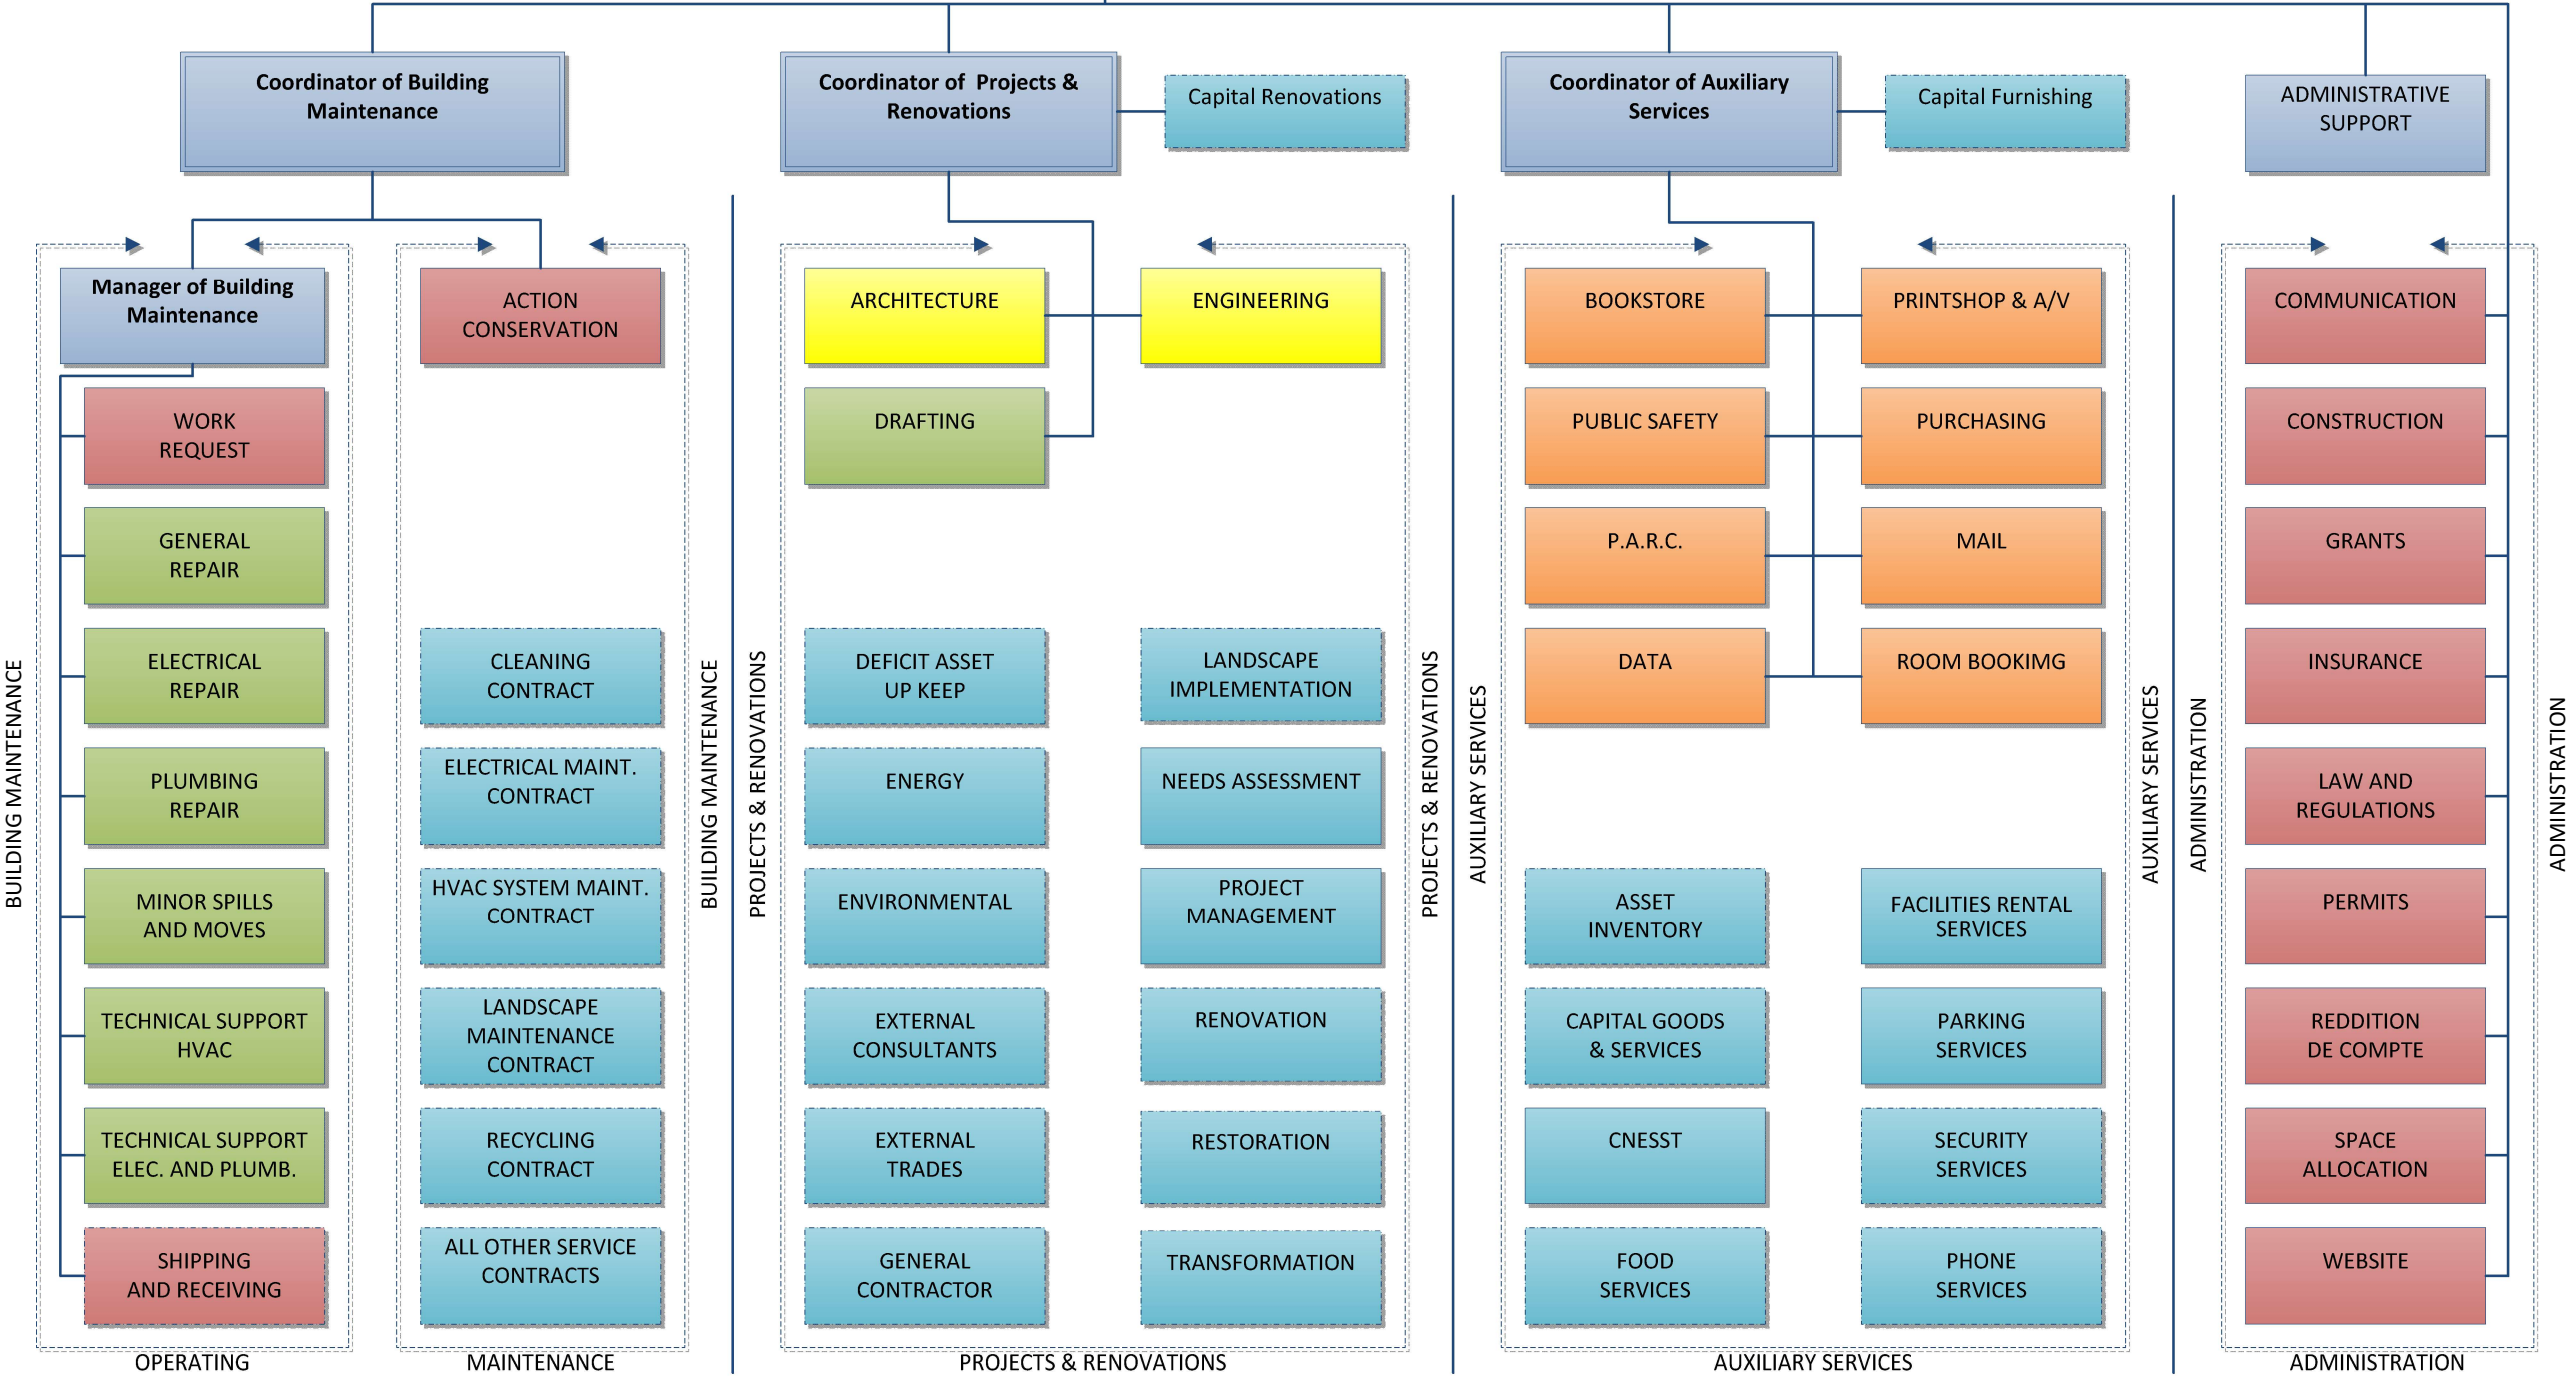 Coordinator of Building
Maintenance
Coordinator of Projects &
Renovations
Capital Renovations
Coordinator of Auxiliary
Services
Capital Furnishing
ADMINISTRATIVE
SUPPORT
BUILDING MAINTENANCE
Manager of Building
Maintenance
WORK
REQUEST
GENERAL
REPAIR
ELECTRICAL
REPAIR
PLUMBING
REPAIR
MINOR SPILLS
AND MOVES
TECHNICAL SUPPORT
HVAC
TECHNICAL SUPPORT
ELEC. AND PLUMB.
SHIPPING
AND RECEIVING
OPERATING
ACTION
CONSERVATION
CLEANING
CONTRACT
ELECTRICAL MAINT.
CONTRACT
HVAC SYSTEM MAINT.
CONTRACT
LANDSCAPE
MAINTENANCE
CONTRACT
RECYCLING
CONTRACT
ALL OTHER SERVICE
CONTRACTS
MAINTENANCE
BUILDING MAINTENANCE
PROJECTS & RENOVATIONS
ARCHITECTURE
ENGINEERING
DRAFTING
DEFICIT ASSET
UP KEEP
LANDSCAPE
IMPLEMENTATION
ENERGY
NEEDS ASSESSMENT
ENVIRONMENTAL
PROJECT
MANAGEMENT
EXTERNAL
CONSULTANTS
RENOVATION
EXTERNAL
TRADES
RESTORATION
GENERAL
CONTRACTOR
TRANSFORMATION
PROJECTS & RENOVATIONS
PROJECTS & RENOVATIONS
AUXILIARY SERVICES
BOOKSTORE
PRINTSHOP & A/V
PUBLIC SAFETY
PURCHASING
P.A.R.C.
MAIL
DATA
ROOM BOOKIMG
ASSET
INVENTORY
FACILITIES RENTAL
SERVICES
CAPITAL GOODS
& SERVICES
PARKING
SERVICES
CNESST
SECURITY
SERVICES
FOOD
SERVICES
PHONE
SERVICES
AUXILIARY SERVICES
AUXILIARY SERVICES
ADMINISTRATION
COMMUNICATION
CONSTRUCTION
GRANTS
INSURANCE
LAW AND
REGULATIONS
PERMITS
REDDITION
DE COMPTE
SPACE
ALLOCATION
WEBSITE
ADMINISTRATION
ADMINISTRATION